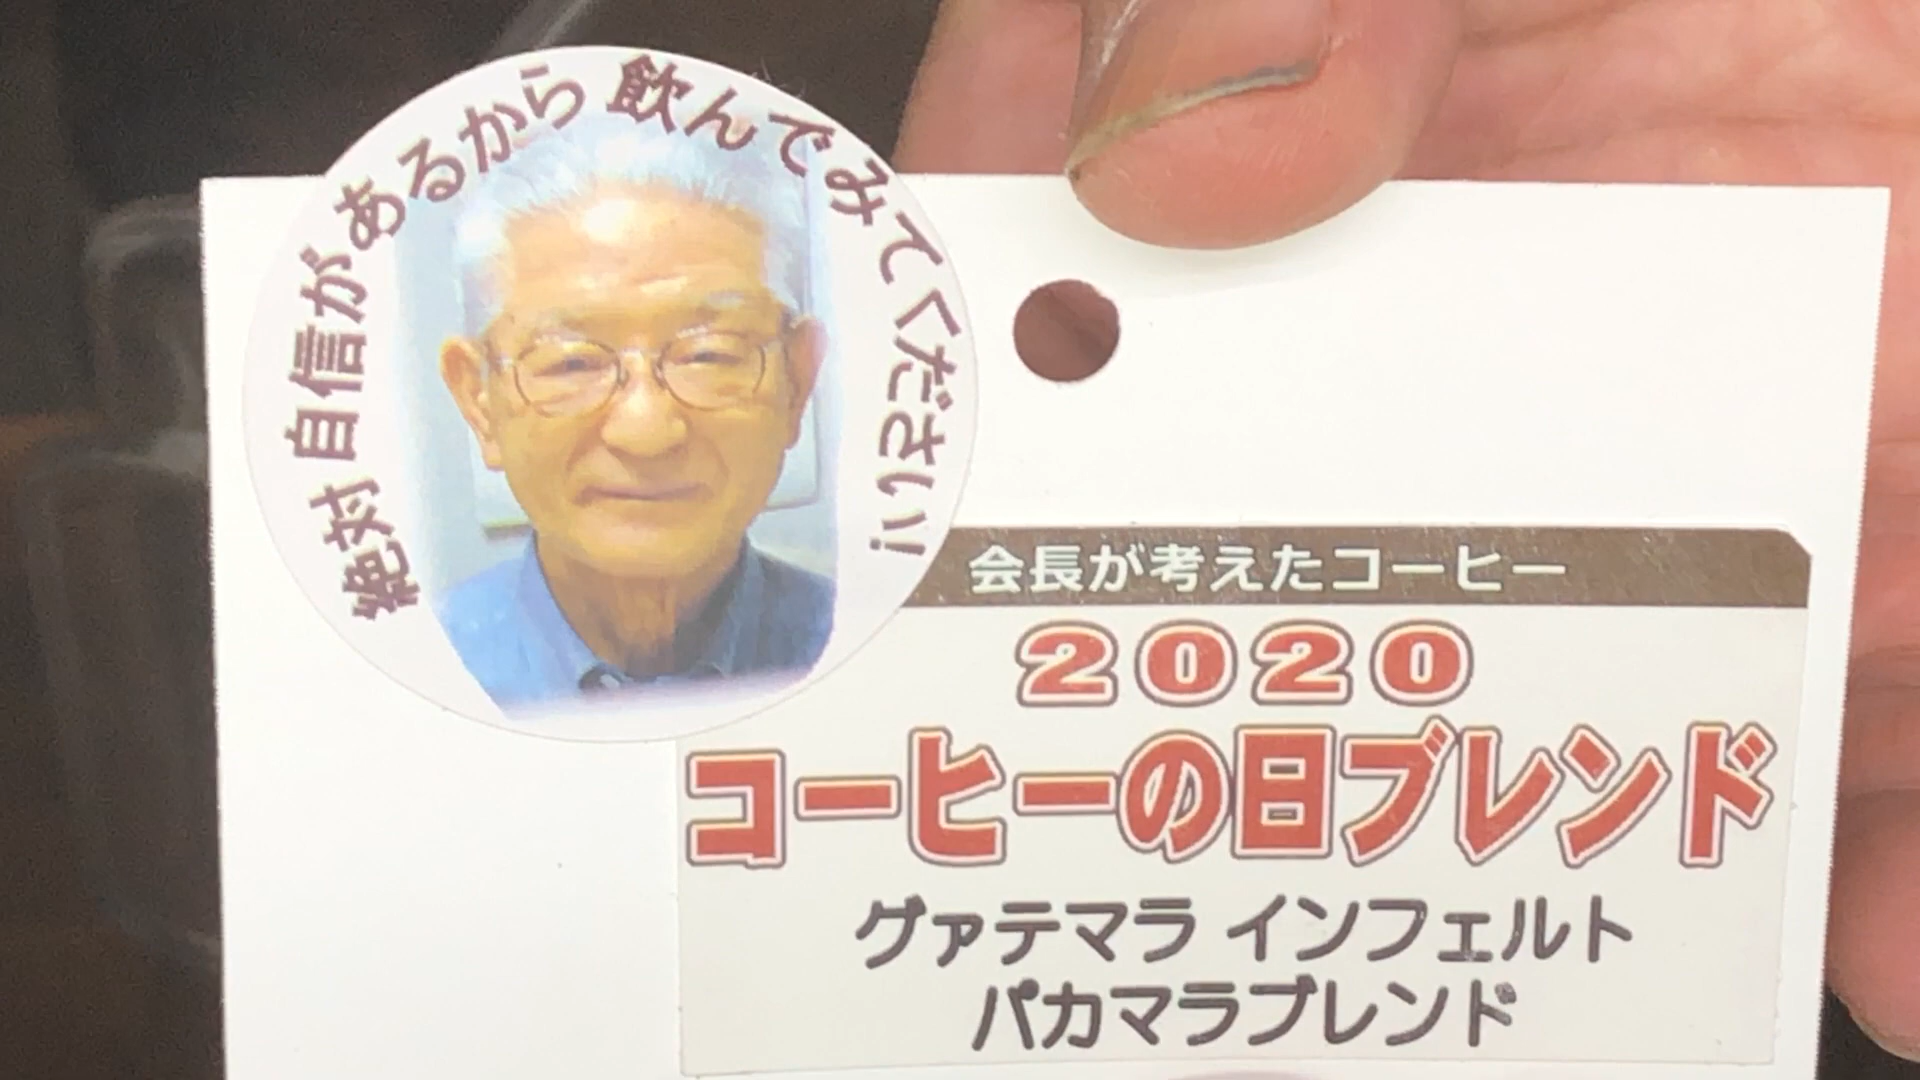 絶対 自信が あるから 飲んでみてください!!
会長が考えたコーヒー
2020
コーヒーの日ブレンド
グァテマラ インフェルト
パカマラブレンド